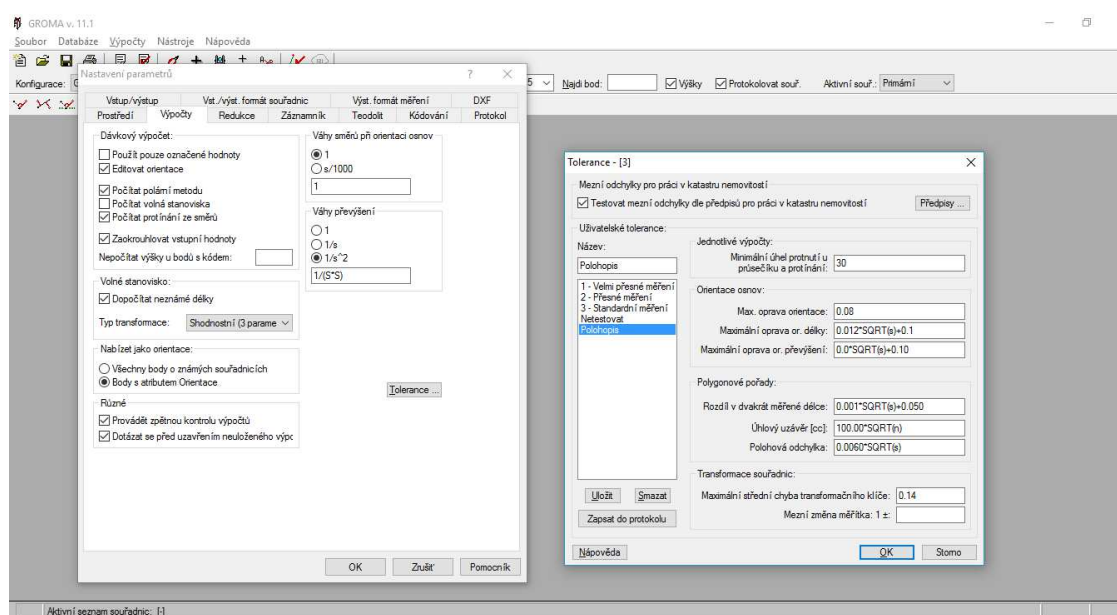 GROMA v. 11.1
Soubor Databáze Výpočty Nástroje Nápověda
Konfigurace:
5
Najdi bod:
Výšky
Protokolovat souř.
Aktivní souř.: Primární
Nastavení parametrů
?
Vstup/výstup Vst./výst. formát souřadnic Výst. formát měření DXF
Prostředí Výpočty Redukce Zápisník Teodolit Kódování Protokol
Dávkový výpočet:
Použít pouze označené hodnoty
Editovat orientace
Počítat polární metodu
Počítat volná stanoviska
Počítat protínání ze směrů
Zaokrouhlovat vstupní hodnoty
Nepočítat výšky u bodů s kódem:
Volné stanovisko:
Dopočítat neznámé délky
Typ transformace: Shodnostní (3 parame
Nabízet jako orientace:
Všechny body o známých souřadnicích
Body s atributem Orientace
Různé
Provádět zpětnou kontrolu výpočtů
Dotázat se před uzavřením neuloženého výpo
Váhy směrů při orientaci osnov
1
s/1000
1
Váhy převýšení
1
1/s
1/s^2
1/(S*S)
Tolerance ...
OK Zrušit Pomocník
Tolerance - [3]
Mezní odchylky pro práci v katastru nemovitostí
Testovat mezní odchylky dle předpisů pro práci v katastru nemovitostí
Předpisy ...
Uživatelské tolerance:
Název:
Polohopis
1 - Velmi přesné měření
2 - Přesné měření
3 - Standardní měření
Netestovat
Polohopis
Uložit Smazat
Zapsat do protokolu
Jednotlivé výpočty:
Minimální úhel protnutí u
průsečíku a protínání: 30
Orientace osnov:
Max. oprava orientace: 0.08
Maximální oprava or. délky: 0.012*SQRT(s)+0.1
Maximální oprava or. převýšení: 0.0*SQRT(s)+0.10
Polygonové pořady:
Rozdíl v dvakrát měřené délce: 0.001*SQRT(s)+0.050
Úhlový uzávěr [cc]: 100.00*SQRT(n)
Polohová odchylka: 0.0060*SQRT(s)
Transformace souřadnic:
Maximální střední chyba transformačního klíče: 0.14
Mezní změna měřítka: 1 ±:
Nápověda OK Storno
Aktivní seznam souřadnic: [-]